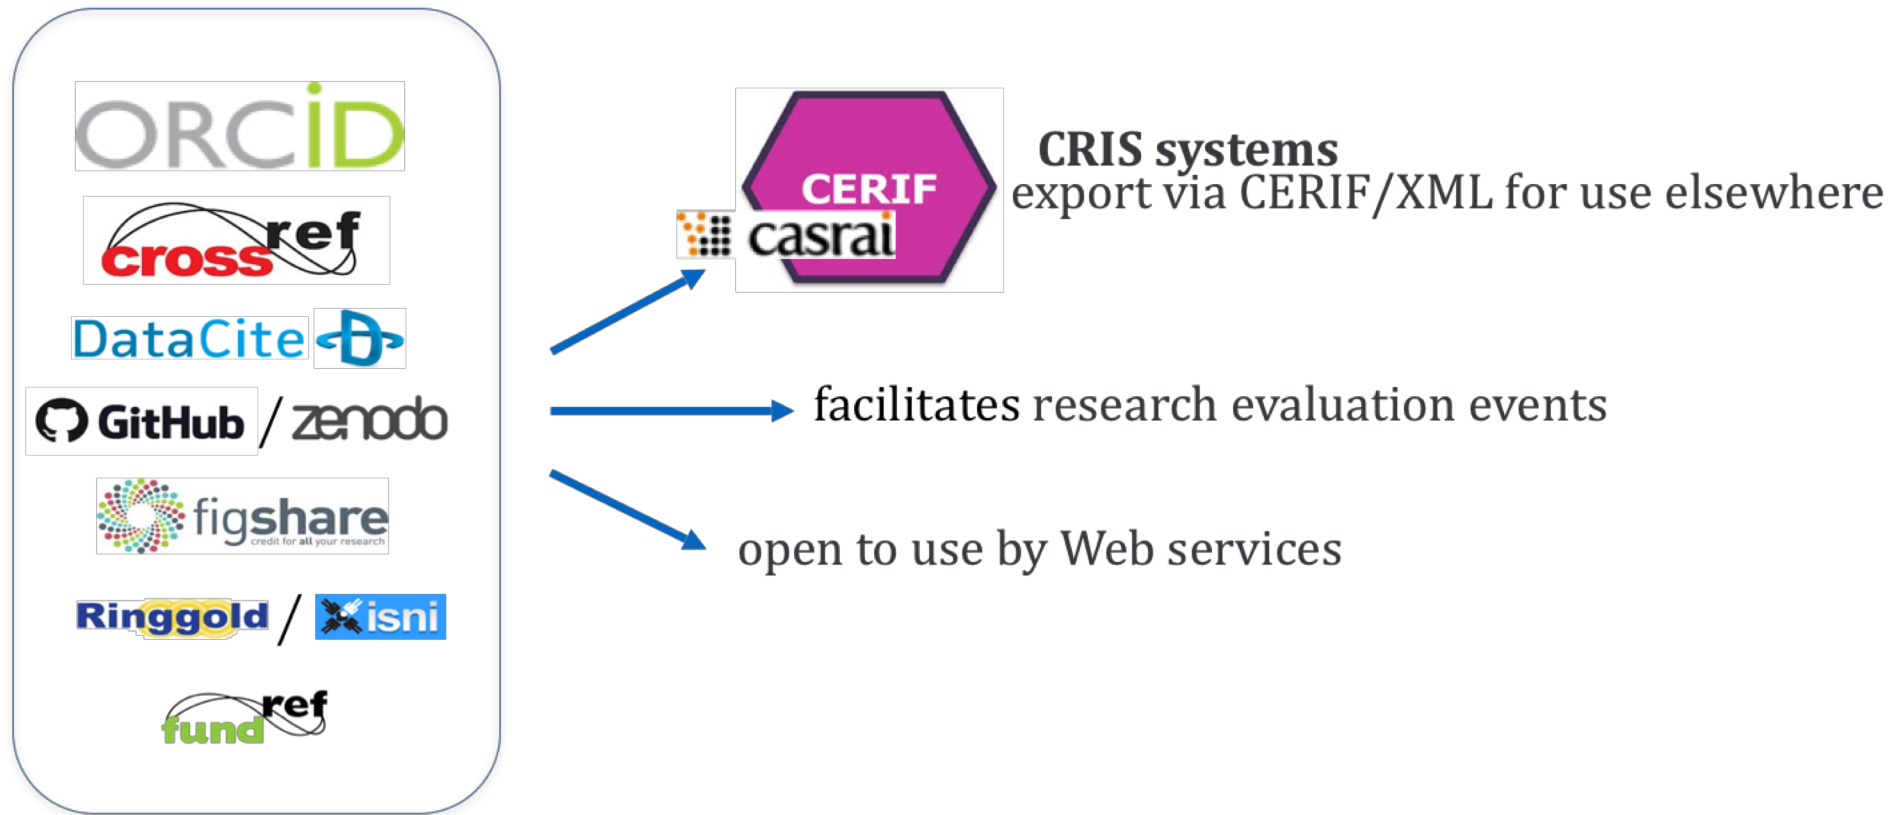 ORCiD
crossref
DataCite
GitHub / zenodo
figshare
credit for all your research
Ringgold / isni
fundref
CERIF
casrai
CRIS systems
export via CERIF/XML for use elsewhere
facilitates research evaluation events
open to use by Web services